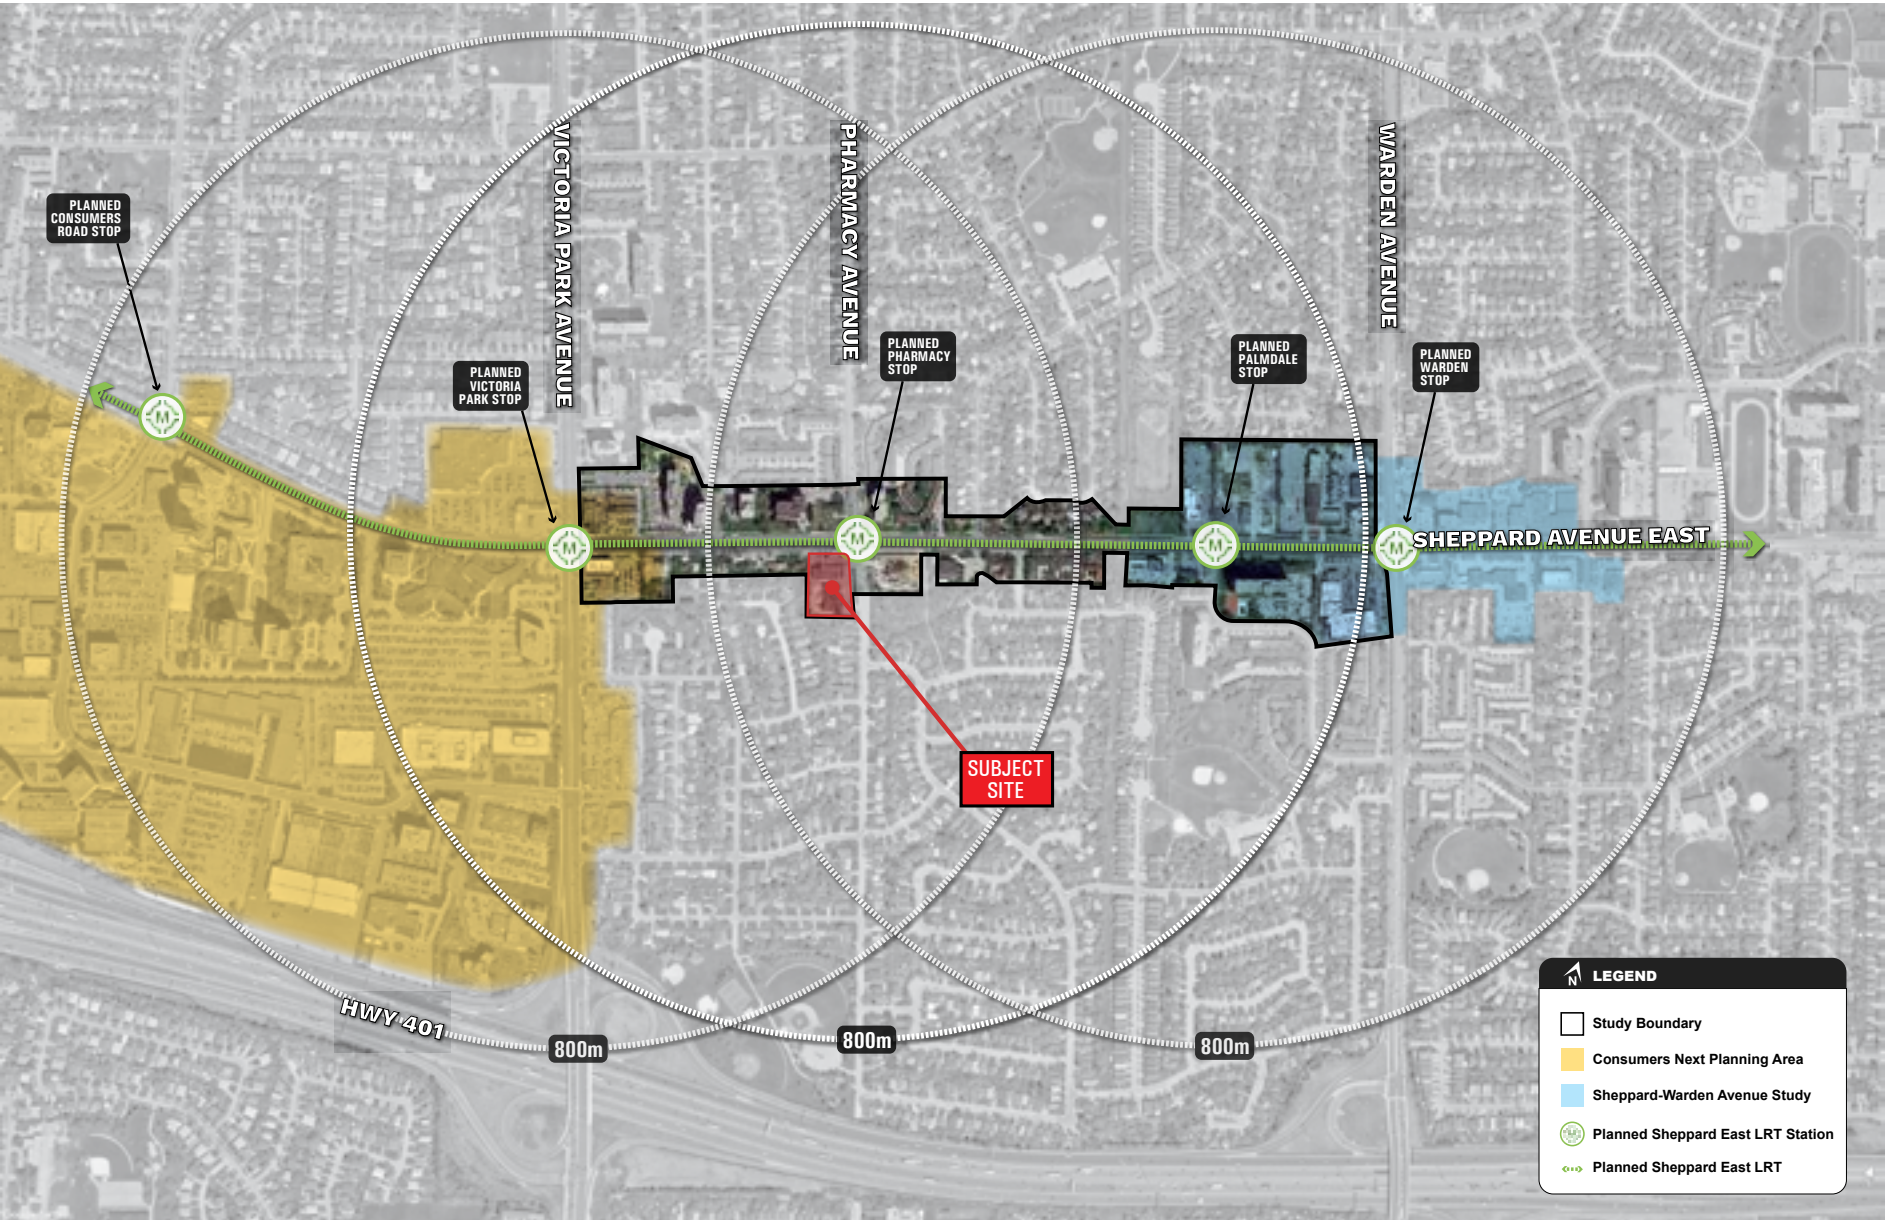 VICTORIA PARK AVENUE
PHARMACY AVENUE
WARDEN AVENUE
PLANNED
CONSUMERS
ROAD STOP
PLANNED
VICTORIA
PARK STOP
PLANNED
PHARMACY
STOP
PLANNED
PALMDALE
STOP
PLANNED
WARDEN
STOP
M
M
M
M
M
SHEPPARD AVENUE EAST
SUBJECT
SITE
HWY 401
800m
800m
800m
N
LEGEND
Study Boundary
Consumers Next Planning Area
Sheppard-Warden Avenue Study
Planned Sheppard East LRT Station
Planned Sheppard East LRT